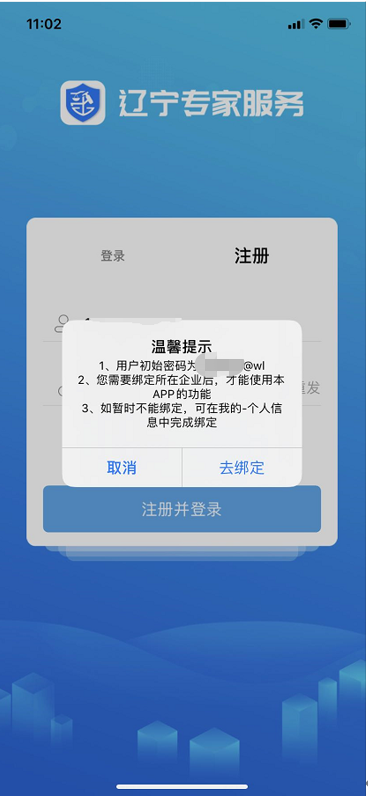 11:02
辽宁专家服务
登录
注册
温馨提示
1、用户初始密码为@wl
2、您需要绑定所在企业后，才能使用本
APP的功能
3、如暂时不能绑定，可在我的-个人信
息中完成绑定
重发
取消
去绑定
注册并登录